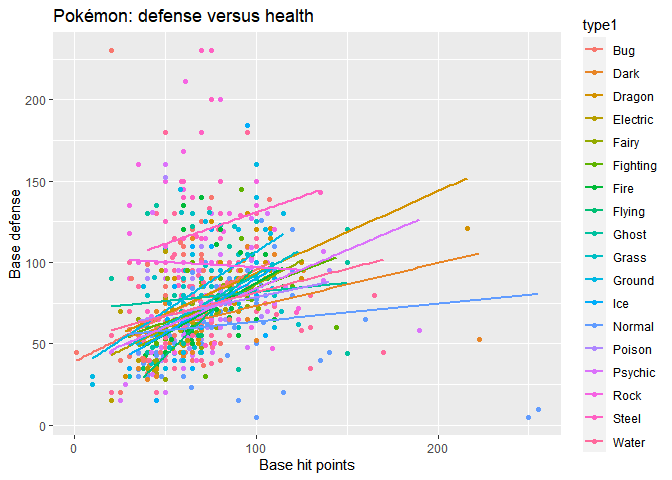 Pokémon: defense versus health
Base defense
200
150
100
50
0
0 100 200
Base hit points
type1
Bug
Dark
Dragon
Electric
Fairy
Fighting
Fire
Flying
Ghost
Grass
Ground
Ice
Normal
Poison
Psychic
Rock
Steel
Water